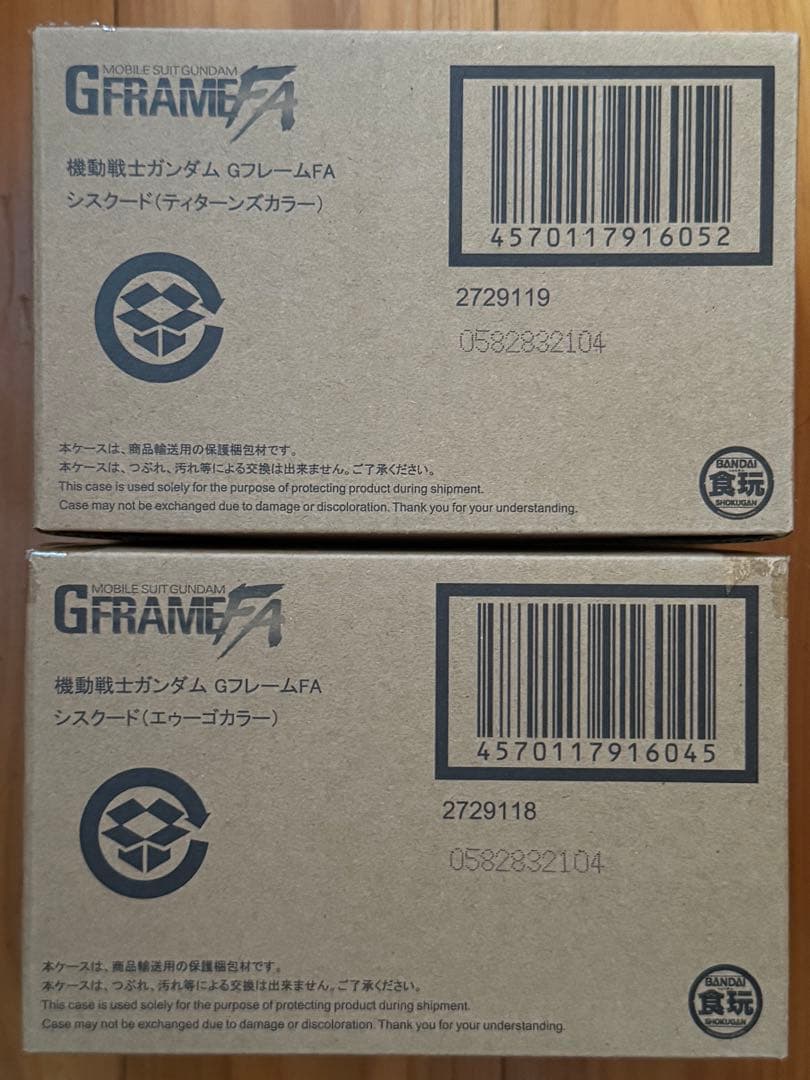 MOBILE SUIT GUNDAM
GFRAMEFA
機動戦士ガンダム GフレームFA
シスクード(ティターンズカラー)
4570117916052
2729119
0582832104
本ケースは、商品輸送用の保護梱包材です。
本ケースは、つぶれ、汚れ等による交換は出来ません。ご了承ください。
This case is used solely for the purpose of protecting product during shipment.
Case may not be exchanged due to damage or discoloration. Thank you for your understanding.
BANDAI
食玩
SHOKUGAN
MOBILE SUIT GUNDAM
GFRAMEFA
機動戦士ガンダム GフレームFA
シスクード(エゥーゴカラー)
4570117916045
2729118
0582832104
本ケースは、商品輸送用の保護梱包材です。
本ケースは、つぶれ、汚れ等による交換は出来ません。ご了承ください。
This case is used solely for the purpose of protecting product during shipment.
Case may not be exchanged due to damage or discoloration. Thank you for your understanding.
BANDAI
食玩
SHOKUGAN